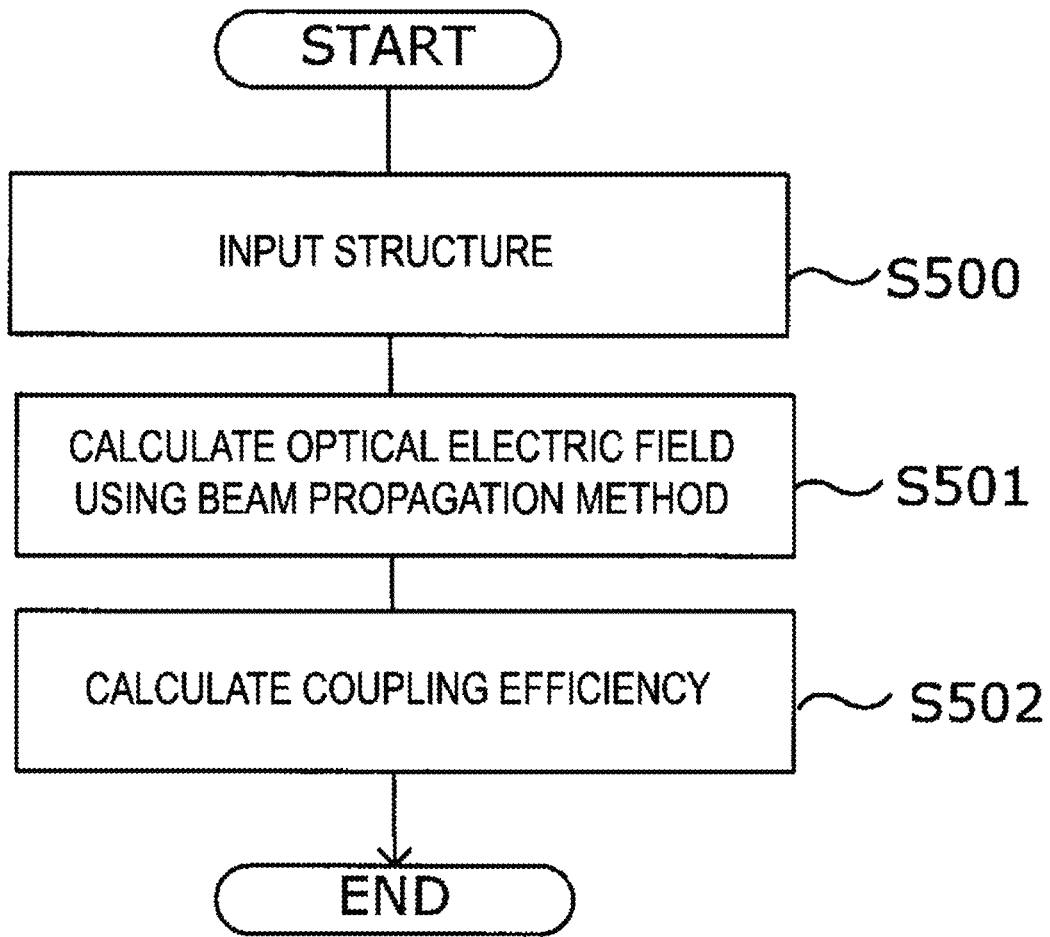 START
INPUT STRUCTURE
S500
CALCULATE OPTICAL ELECTRIC FIELD
USING BEAM PROPAGATION METHOD
S501
CALCULATE COUPLING EFFICIENCY
S502
END